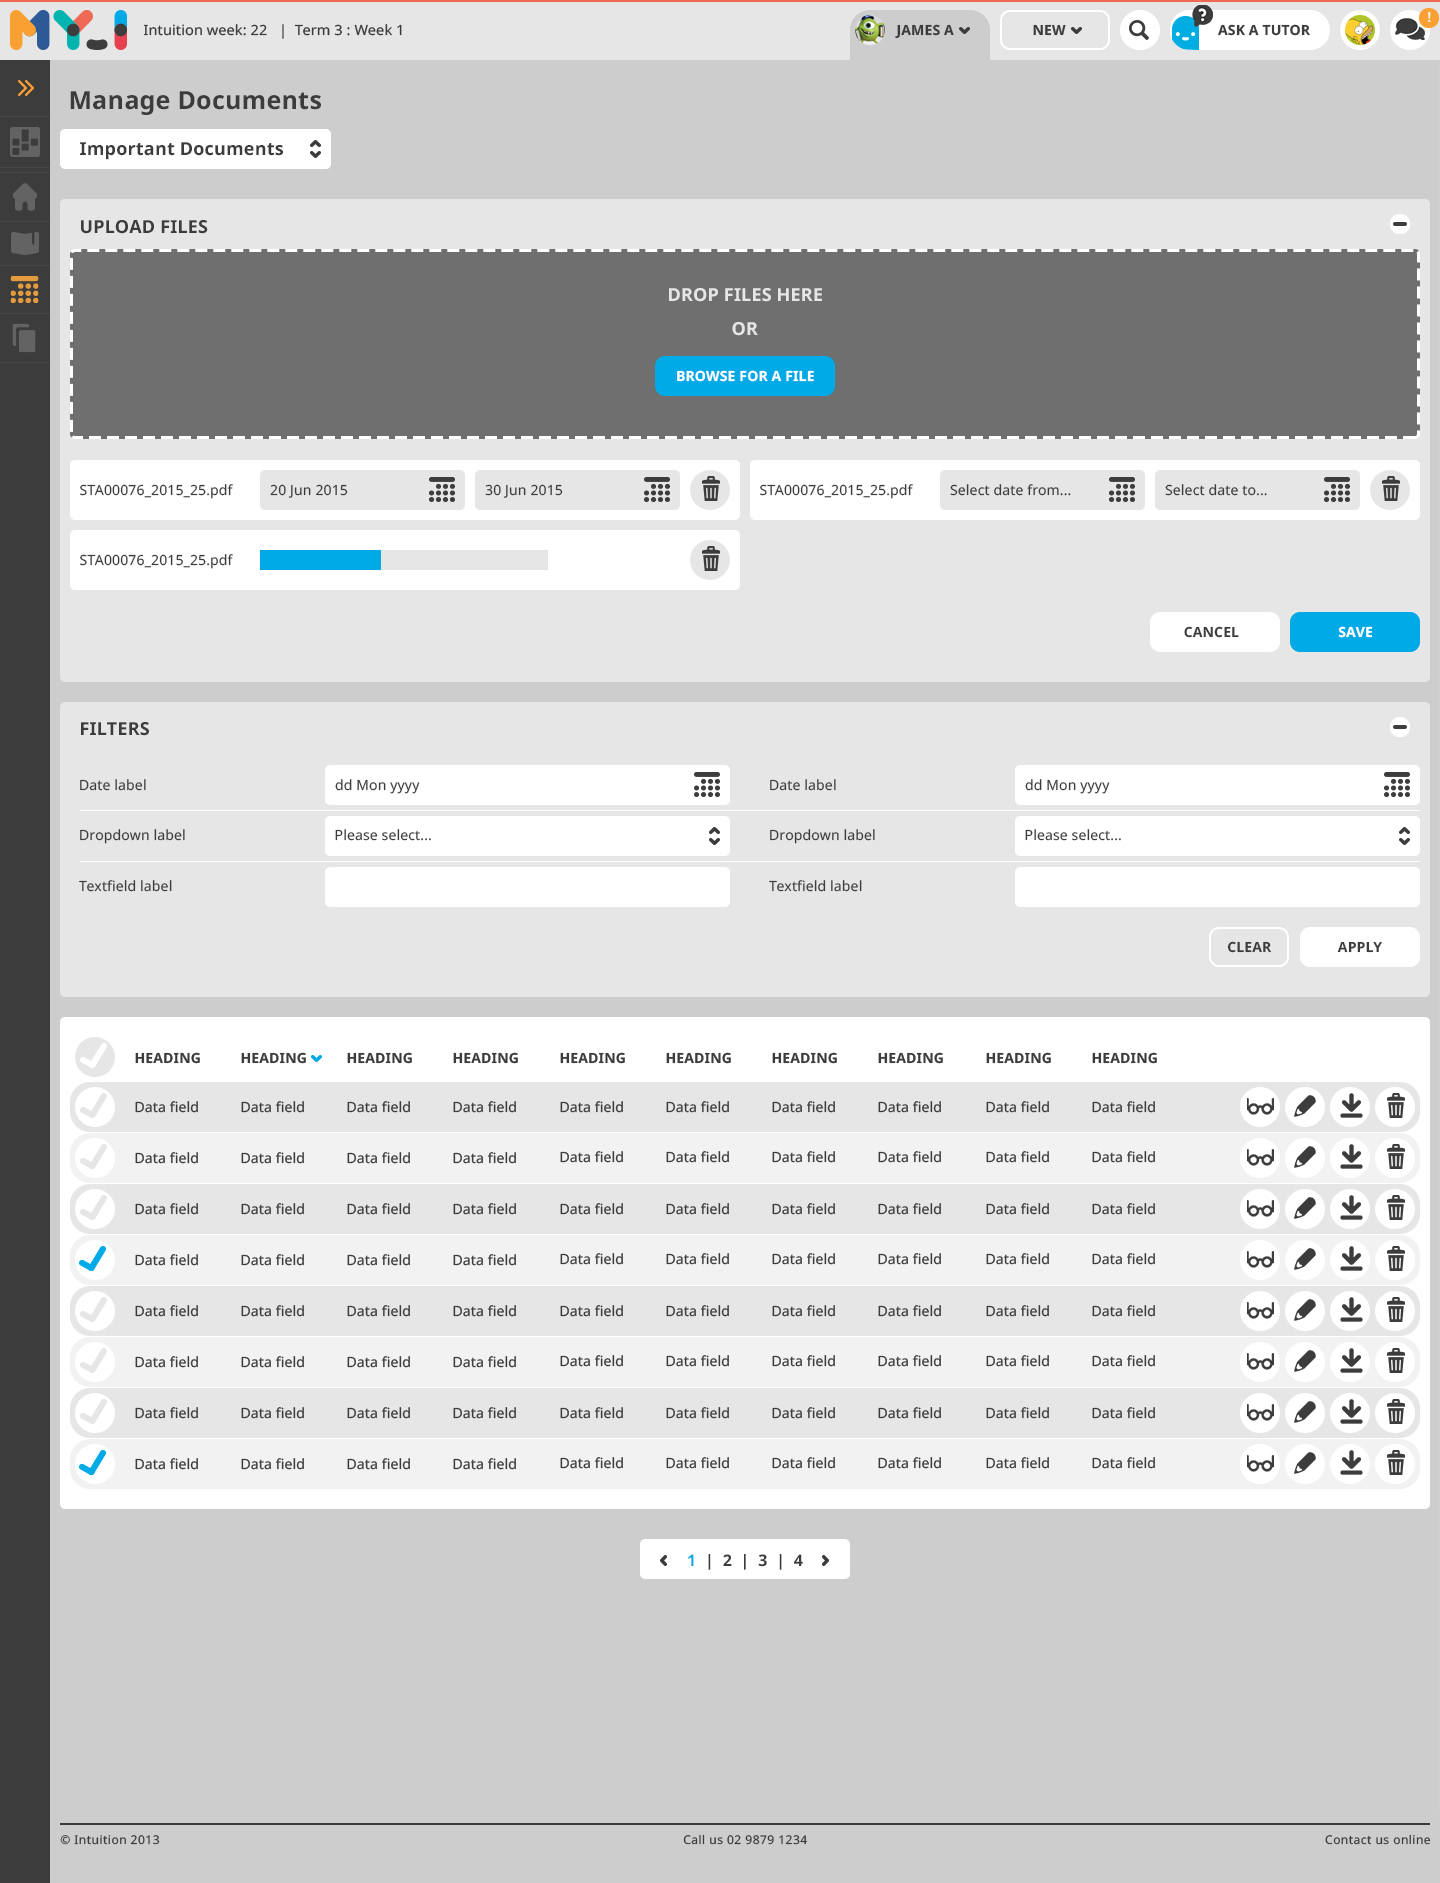 MYI Intuition week: 22 | Term 3 : Week 1 JAMES A NEW ? ASK A TUTOR !
Manage Documents
Important Documents
UPLOAD FILES
DROP FILES HERE
OR
BROWSE FOR A FILE
STA00076_2015_25.pdf 20 Jun 2015 30 Jun 2015 STA00076_2015_25.pdf Select date from... Select date to...
STA00076_2015_25.pdf
CANCEL SAVE
FILTERS
Date label dd Mon yyyy Date label dd Mon yyyy
Dropdown label Please select... Dropdown label Please select...
Textfield label Textfield label
CLEAR APPLY
HEADING HEADING HEADING HEADING HEADING HEADING HEADING HEADING HEADING HEADING
Data field Data field Data field Data field Data field Data field Data field Data field Data field Data field
Data field Data field Data field Data field Data field Data field Data field Data field Data field Data field
Data field Data field Data field Data field Data field Data field Data field Data field Data field Data field
Data field Data field Data field Data field Data field Data field Data field Data field Data field Data field
Data field Data field Data field Data field Data field Data field Data field Data field Data field Data field
Data field Data field Data field Data field Data field Data field Data field Data field Data field Data field
Data field Data field Data field Data field Data field Data field Data field Data field Data field Data field
Data field Data field Data field Data field Data field Data field Data field Data field Data field Data field
1 | 2 | 3 | 4
© Intuition 2013 Call us 02 9879 1234 Contact us online